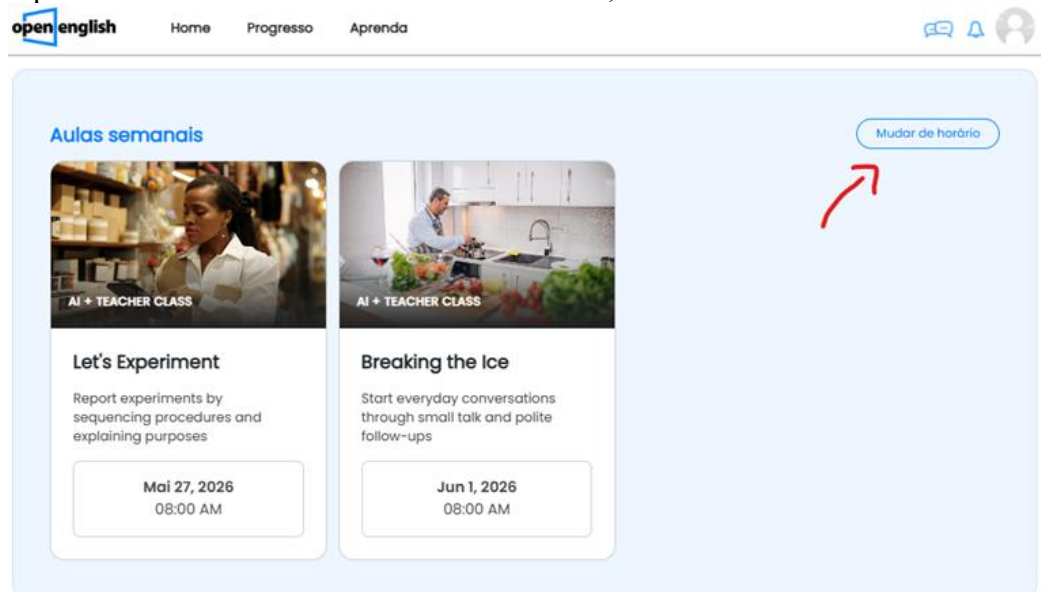 openenglish Home Progresso Aprenda
Aulas semanais
Mudar de horário
AI + TEACHER CLASS
Let's Experiment
Report experiments by
sequencing procedures and
explaining purposes
Mai 27, 2026
08:00 AM
AI + TEACHER CLASS
Breaking the Ice
Start everyday conversations
through small talk and polite
follow-ups
Jun 1, 2026
08:00 AM